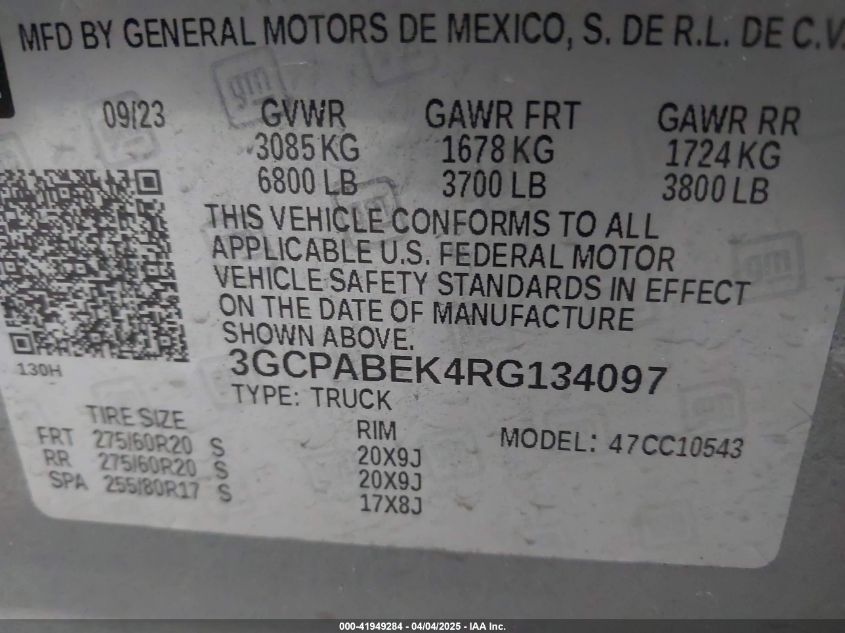 MFD BY GENERAL MOTORS DE MEXICO, S. DE R.L. DE C.V.
09/23 GVWR GAWR FRT GAWR RR
3085 KG 1678 KG 1724 KG
6800 LB 3700 LB 3800 LB
THIS VEHICLE CONFORMS TO ALL
APPLICABLE U.S. FEDERAL MOTOR
VEHICLE SAFETY STANDARDS IN EFFECT
ON THE DATE OF MANUFACTURE
SHOWN ABOVE.
130H
3GCPABEK4RG134097
TYPE: TRUCK
TIRE SIZE RIM MODEL: 47CC10543
FRT 275/60R20 S 20X9J
RR 275/60R20 S 20X9J
SPA 255/80R17 S 17X8J
gm
000-41949284 - 04/04/2025 - IAA Inc.